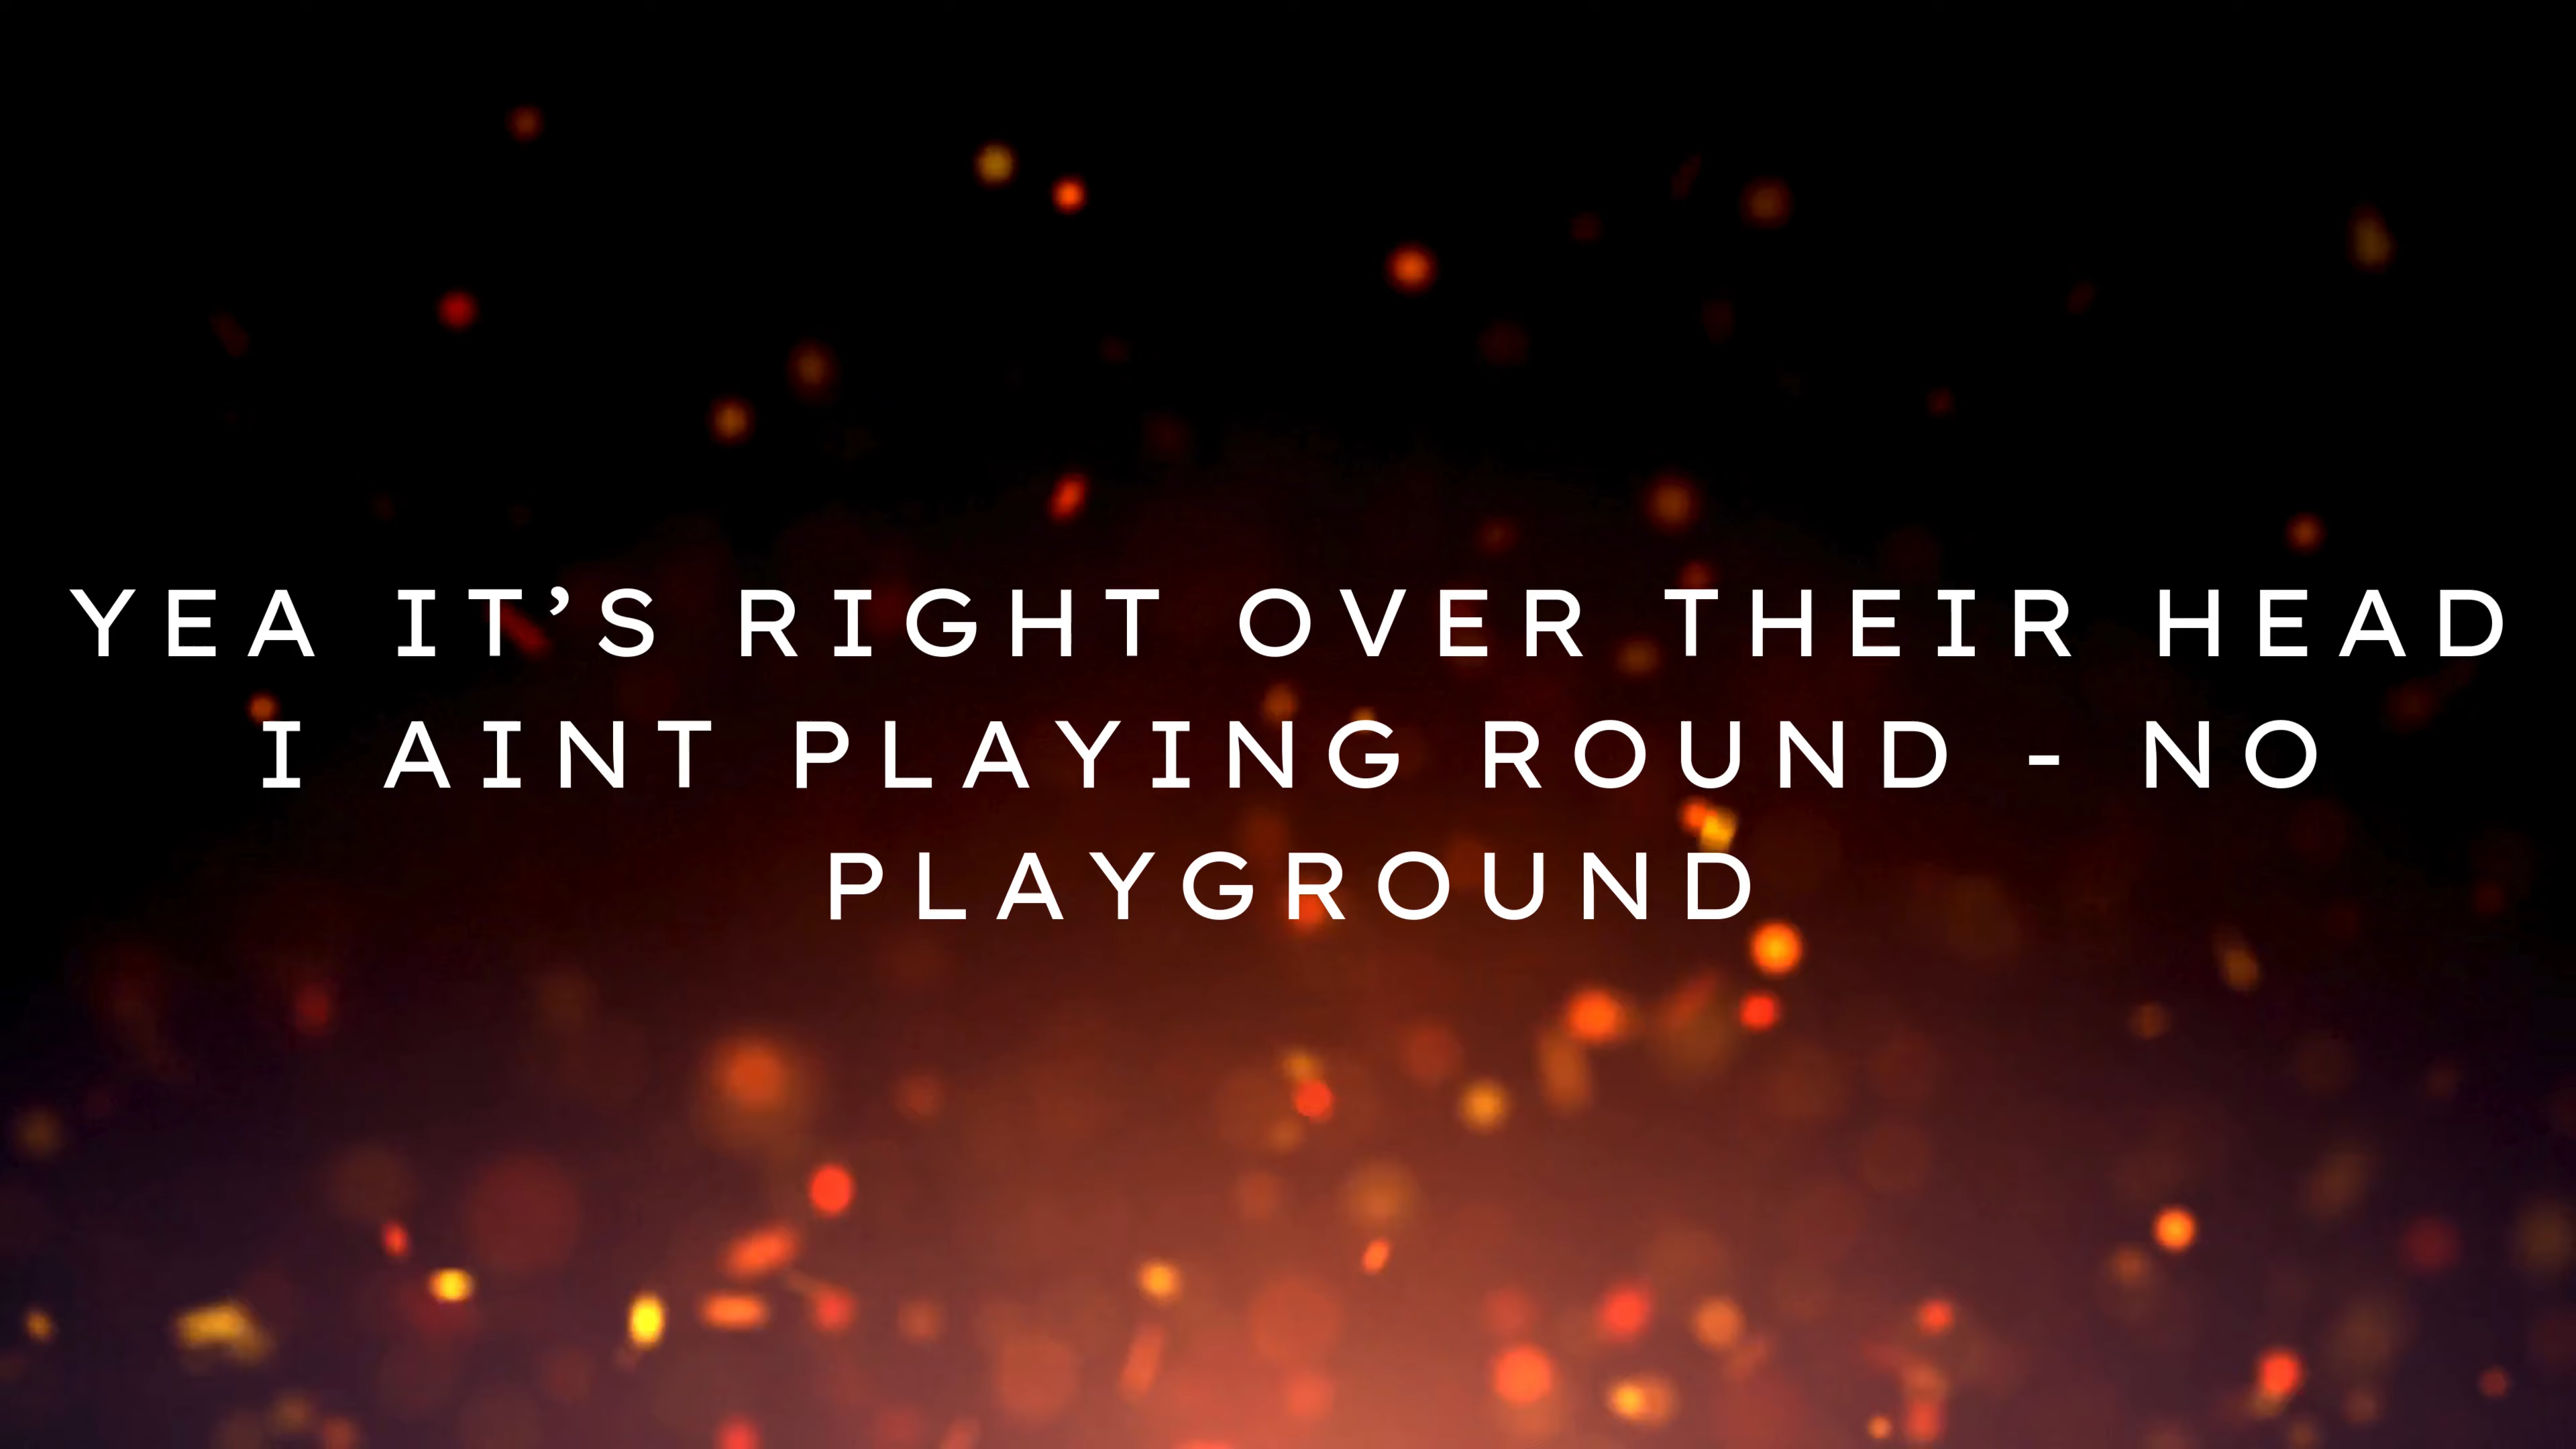 YEA IT’S RIGHT OVER THEIR HEAD
I AINT PLAYING ROUND - NO
PLAYGROUND